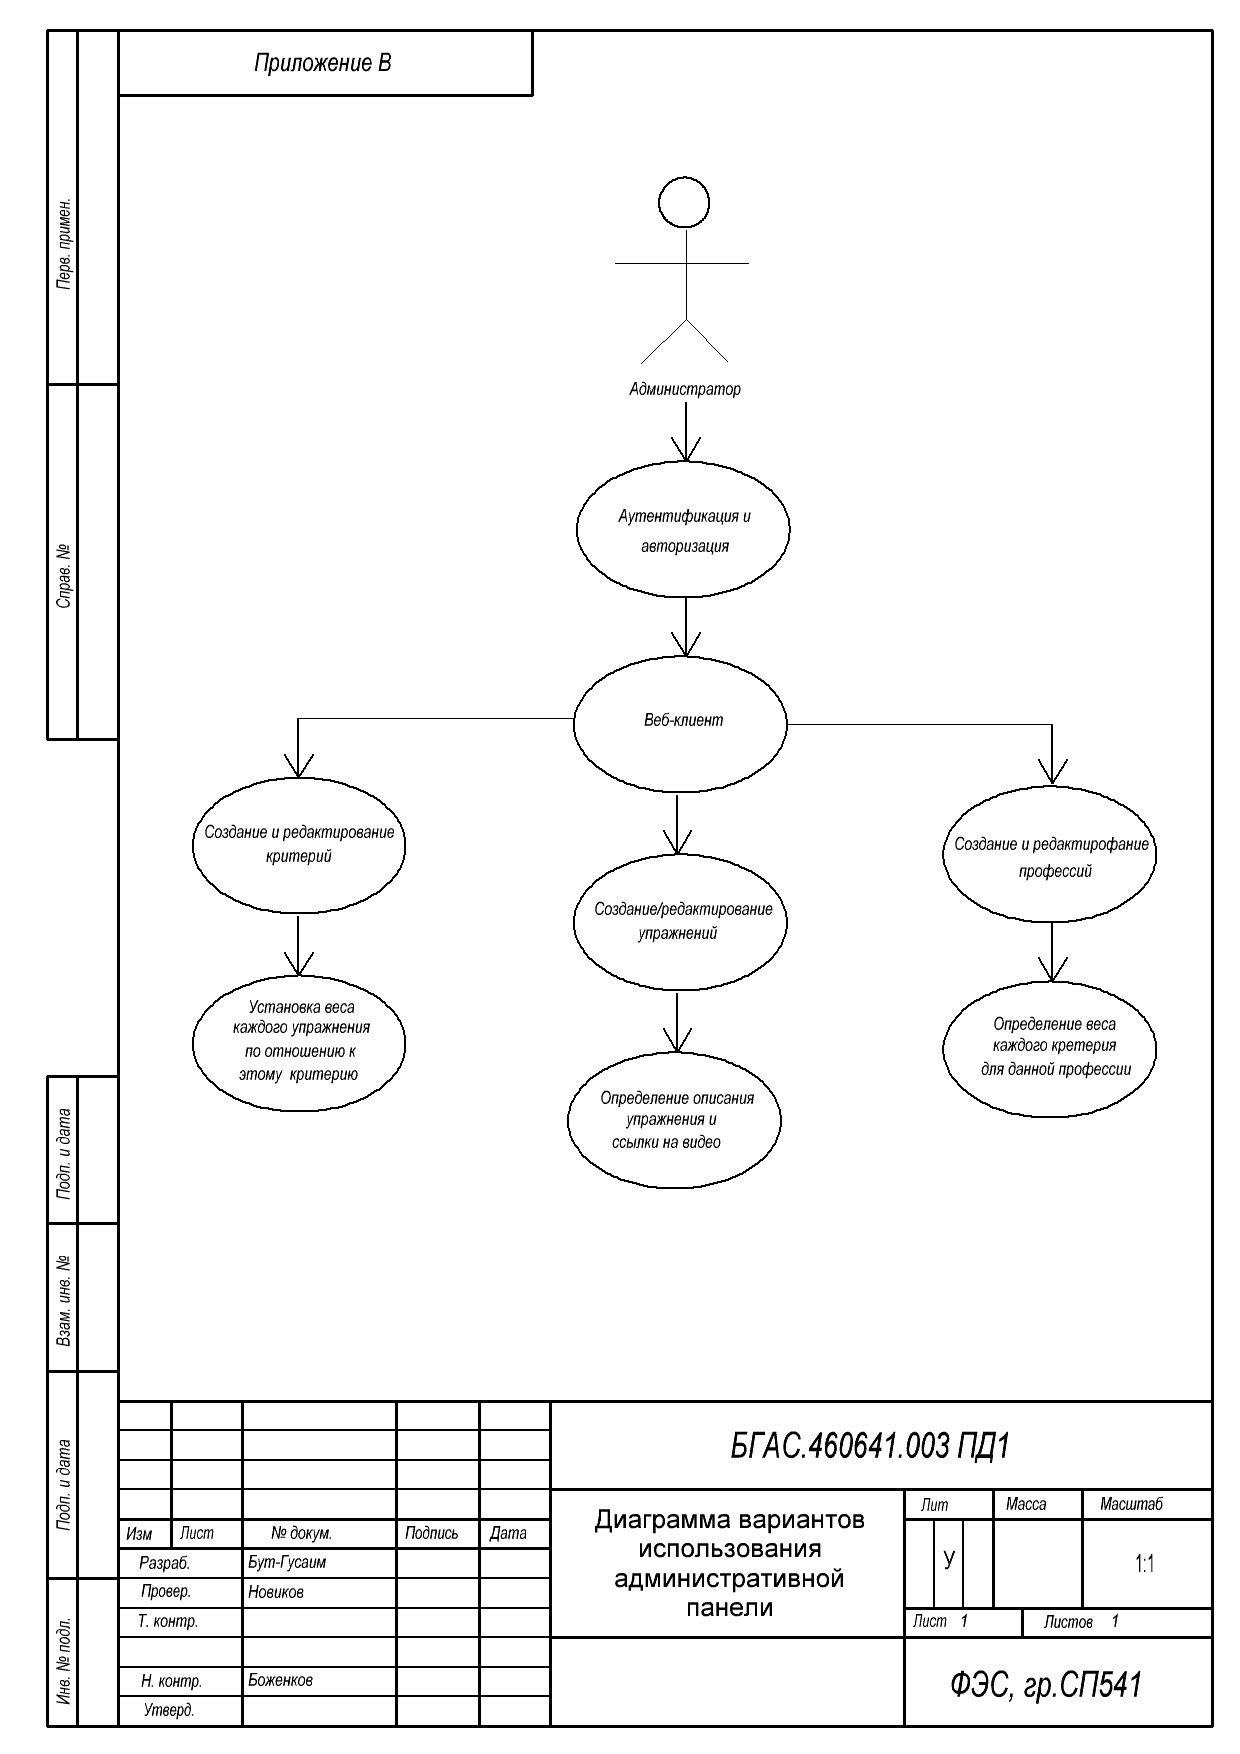 Приложение В
Перв. примен.
Справ. №
Подп. и дата
Взам. инв. №
Подп. и дата
Инв. № подл.
Администратор
Аутентификация и
авторизация
Веб-клиент
Создание и редактирование
критерий
Создание/редактирование
упражнений
Создание и редактирофание
профессий
Установка веса
каждого упражнения
по отношению к
этому критерию
Определение описания
упражнения и
ссылки на видео
Определение веса
каждого кретерия
для данной профессии
БГАС.460641.003 ПД1
Изм Лист № докум. Подпись Дата
Разраб. Бут-Гусаим
Провер. Новиков
Т. контр.
Н. контр. Боженков
Утверд.
Диаграмма вариантов
использования
административной
панели
Лит Масса Масштаб
У 1:1
Лист 1 Листов 1
ФЭС, гр.СП541